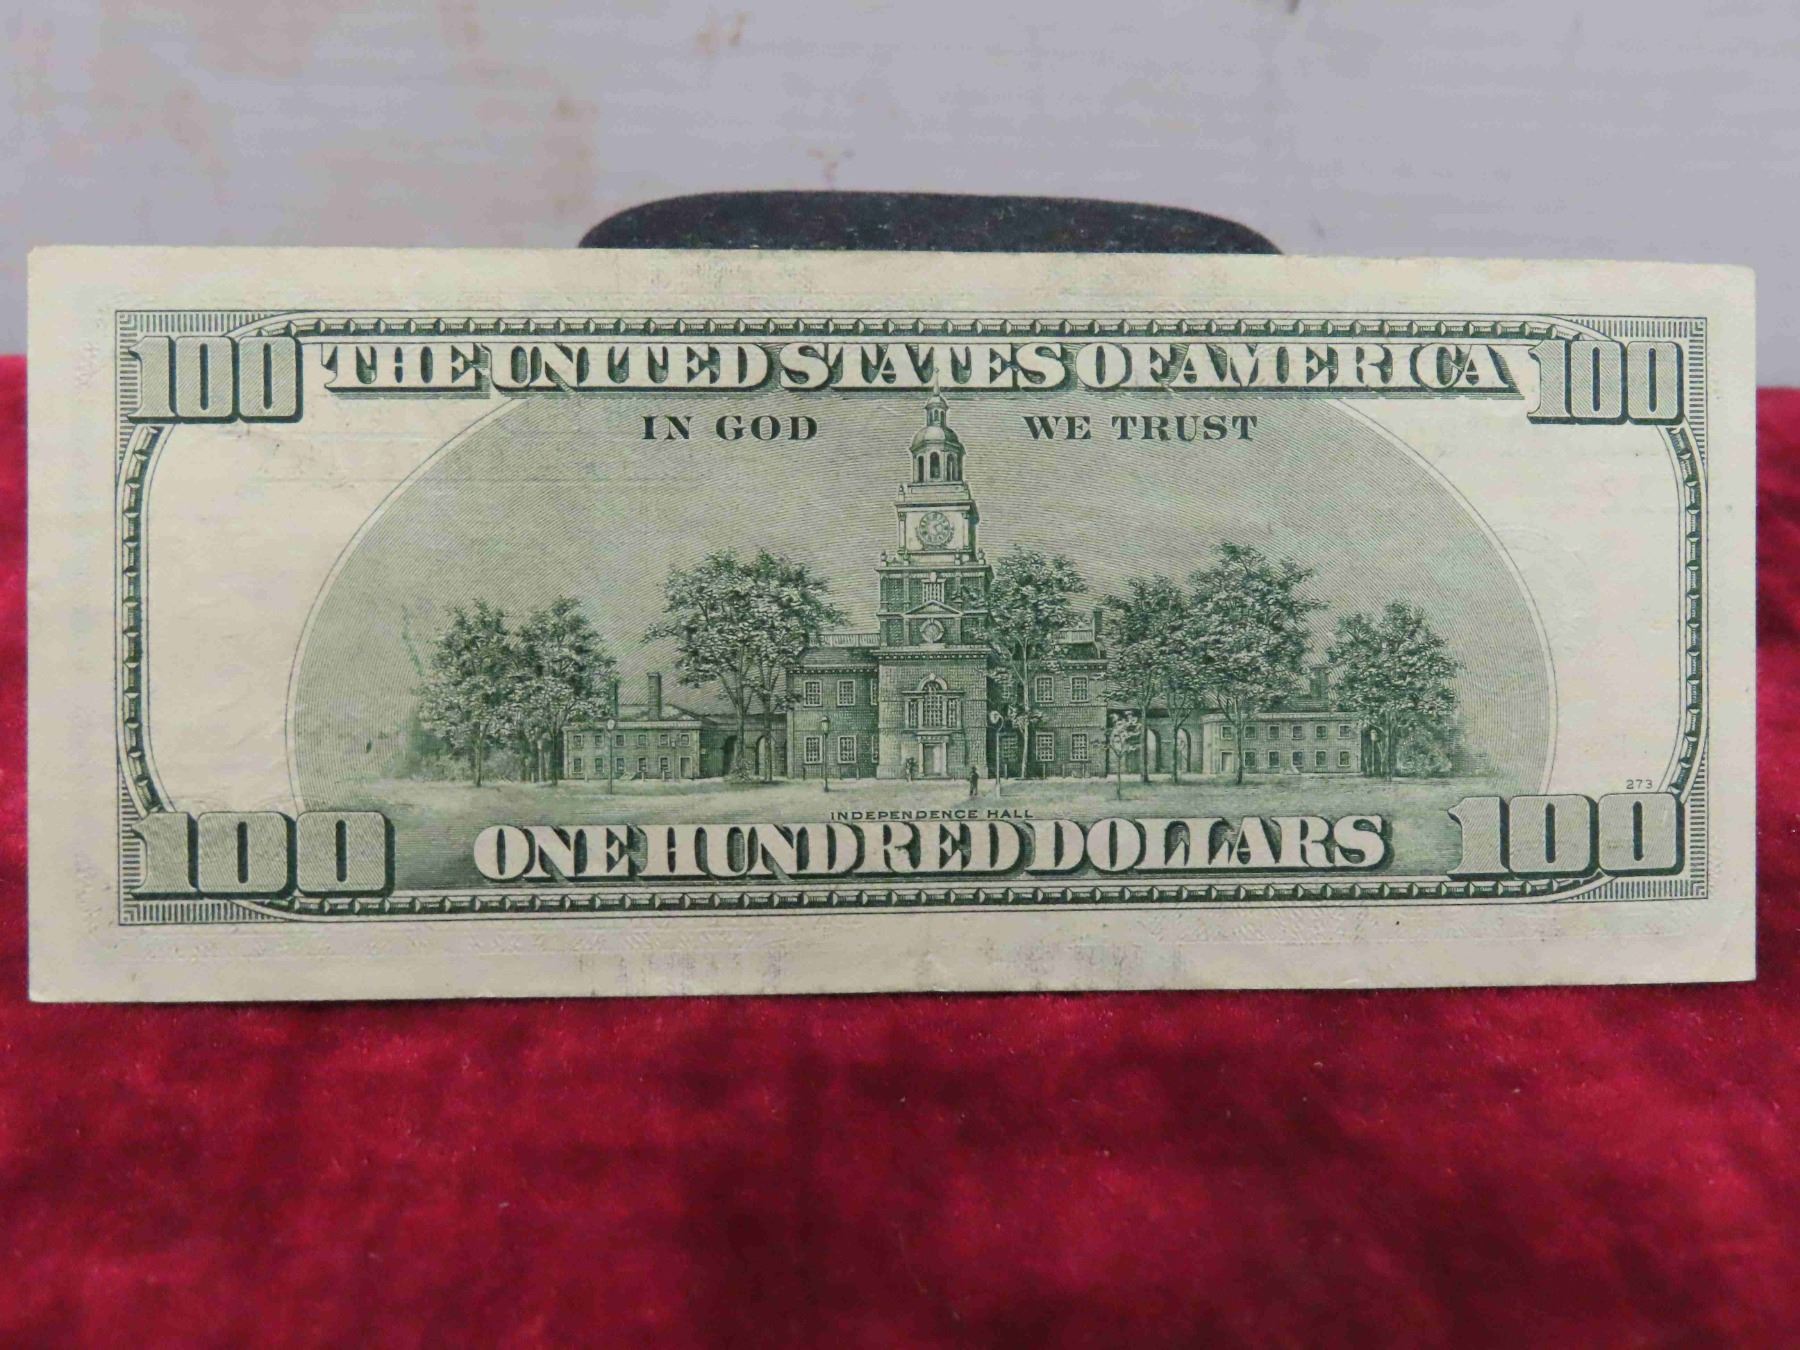 100 THE UNITED STATES OF AMERICA 100
IN GOD WE TRUST
273
INDEPENDENCE HALL
100 ONE HUNDRED DOLLARS 100